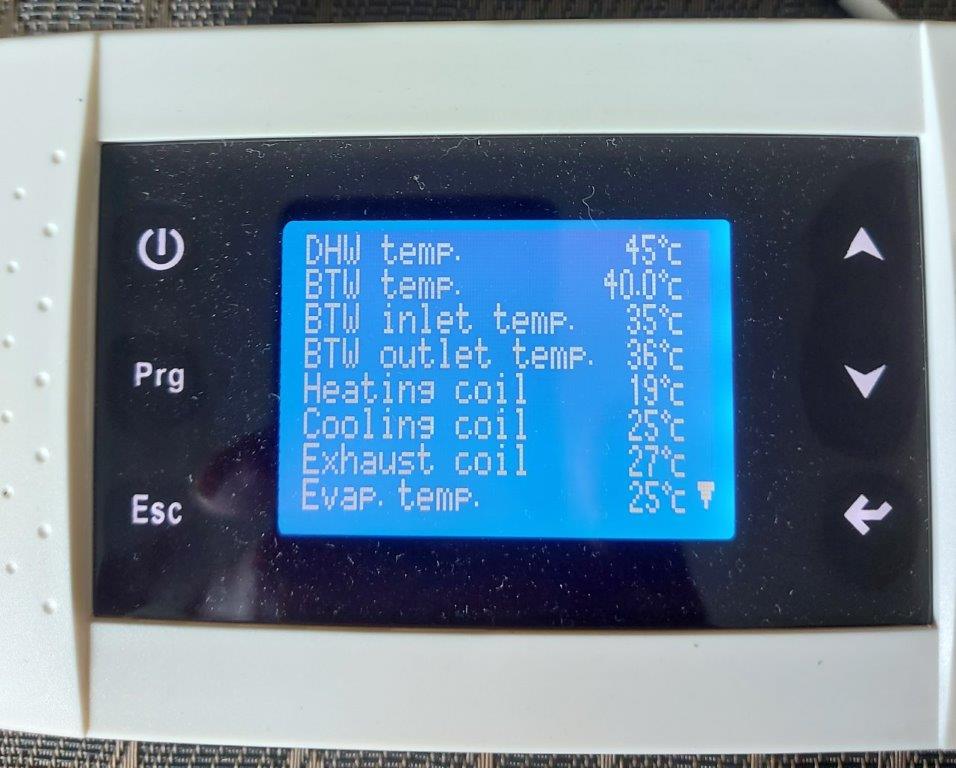 DHW temp. 45°c
BTW temp. 40.0°c
BTW inlet temp. 35°c
BTW outlet temp. 36°c
Heating coil 19°c
Cooling coil 25°c
Exhaust coil 27°c
Evap. temp. 25°c
Prg
Esc